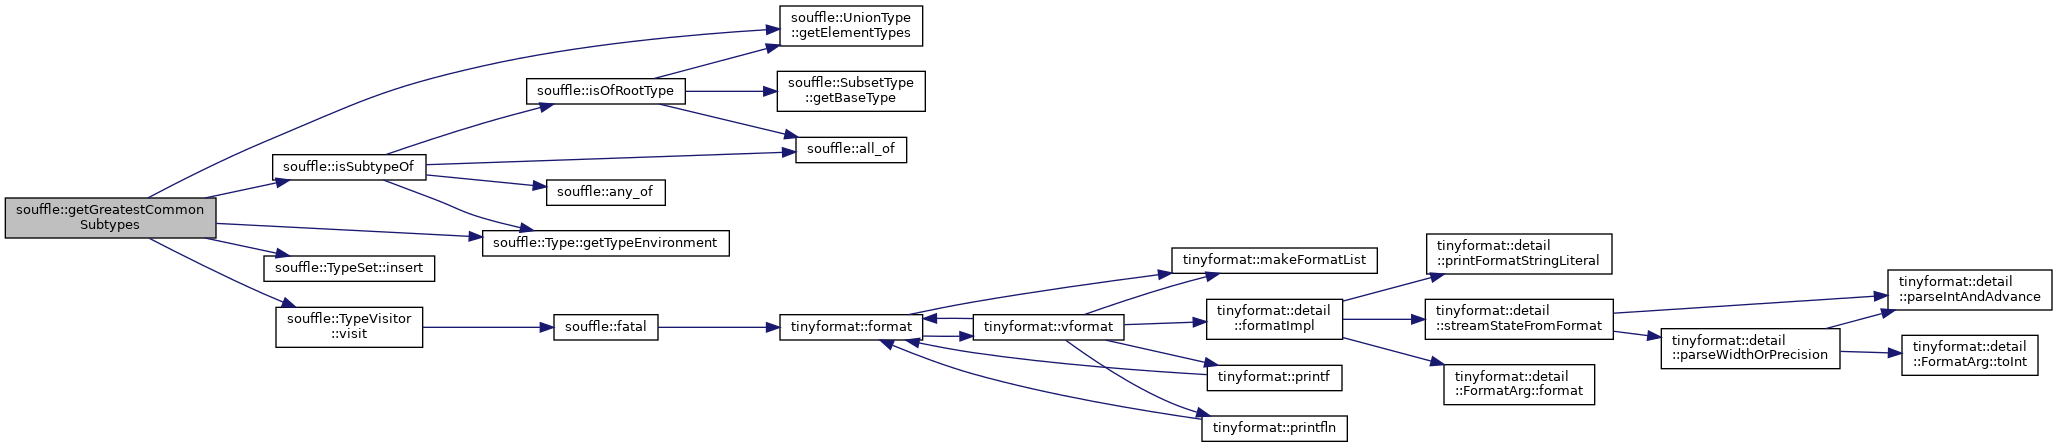 souffle::getGreatestCommon
Subtypes
souffle::UnionType
::getElementTypes
souffle::isSubtypeOf
souffle::isOfRootType
souffle::SubsetType
::getBaseType
souffle::all_of
souffle::any_of
souffle::Type::getTypeEnvironment
souffle::TypeSet::insert
souffle::TypeVisitor
::visit
souffle::fatal
tinyformat::format
tinyformat::makeFormatList
tinyformat::vformat
tinyformat::detail
::formatImpl
tinyformat::printf
tinyformat::printfln
tinyformat::detail
::printFormatStringLiteral
tinyformat::detail
::streamStateFromFormat
tinyformat::detail
::FormatArg::format
tinyformat::detail
::parseIntAndAdvance
tinyformat::detail
::parseWidthOrPrecision
tinyformat::detail
::FormatArg::toInt